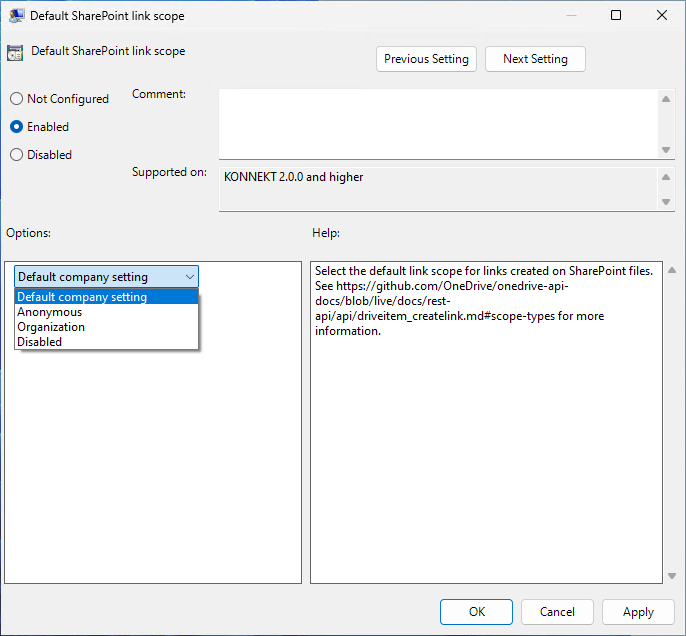 Default SharePoint link scope
Default SharePoint link scope
Previous Setting
Next Setting
Not Configured
Enabled
Disabled
Comment:
Supported on:
KONNEKT 2.0.0 and higher
Options:
Help:
Default company setting
Default company setting
Anonymous
Organization
Disabled
Select the default link scope for links created on SharePoint files.
See https://github.com/OneDrive/onedrive-api-
docs/blob/live/docs/rest-
api/api/driveitem_createlink.md#scope-types for more
information.
OK
Cancel
Apply